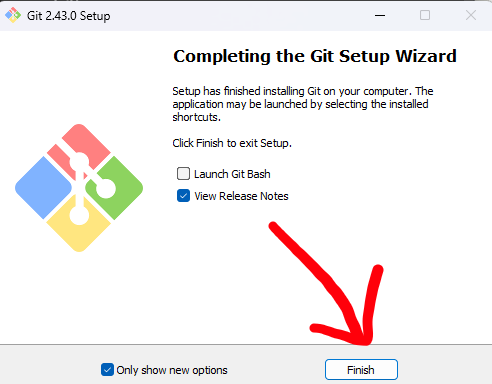 Git 2.43.0 Setup
Completing the Git Setup Wizard
Setup has finished installing Git on your computer. The
application may be launched by selecting the installed
shortcuts.
Click Finish to exit Setup.
Launch Git Bash
View Release Notes
Only show new options
Finish